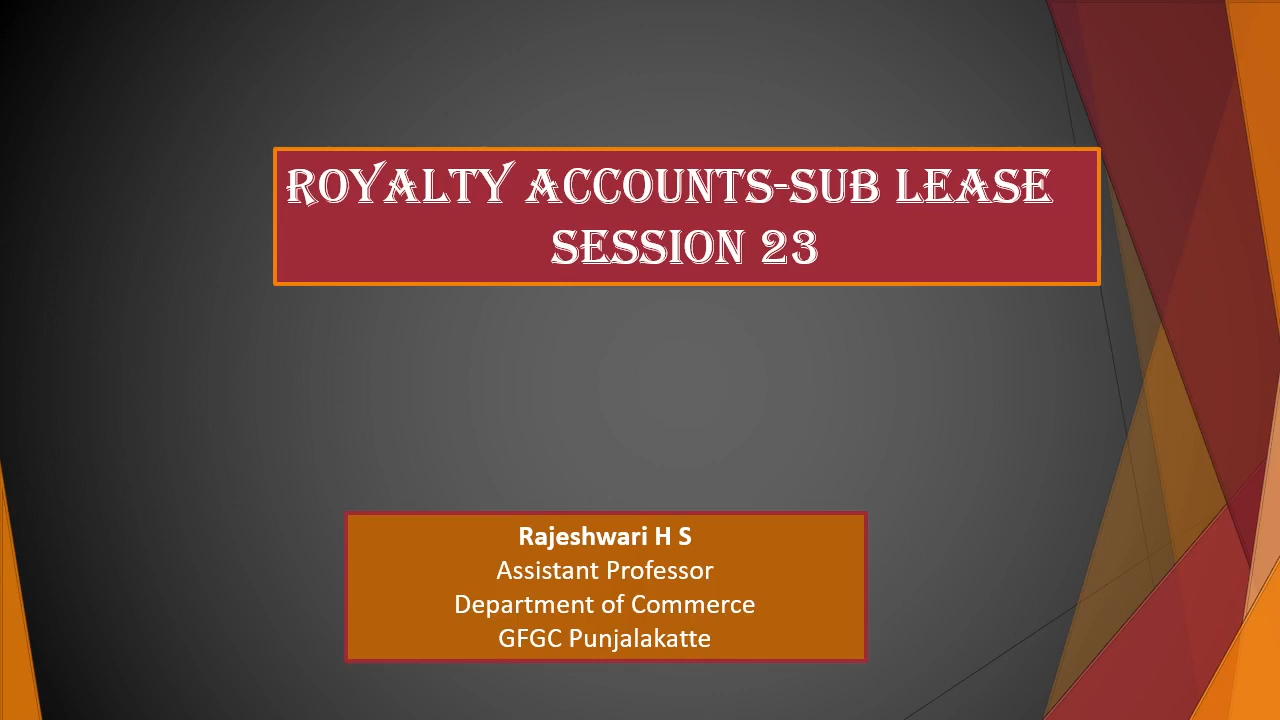 ROYALTY ACCOUNTS-SUB LEASE
SESSION 23
Rajeshwari H S
Assistant Professor
Department of Commerce
GFGC Punjalakatte